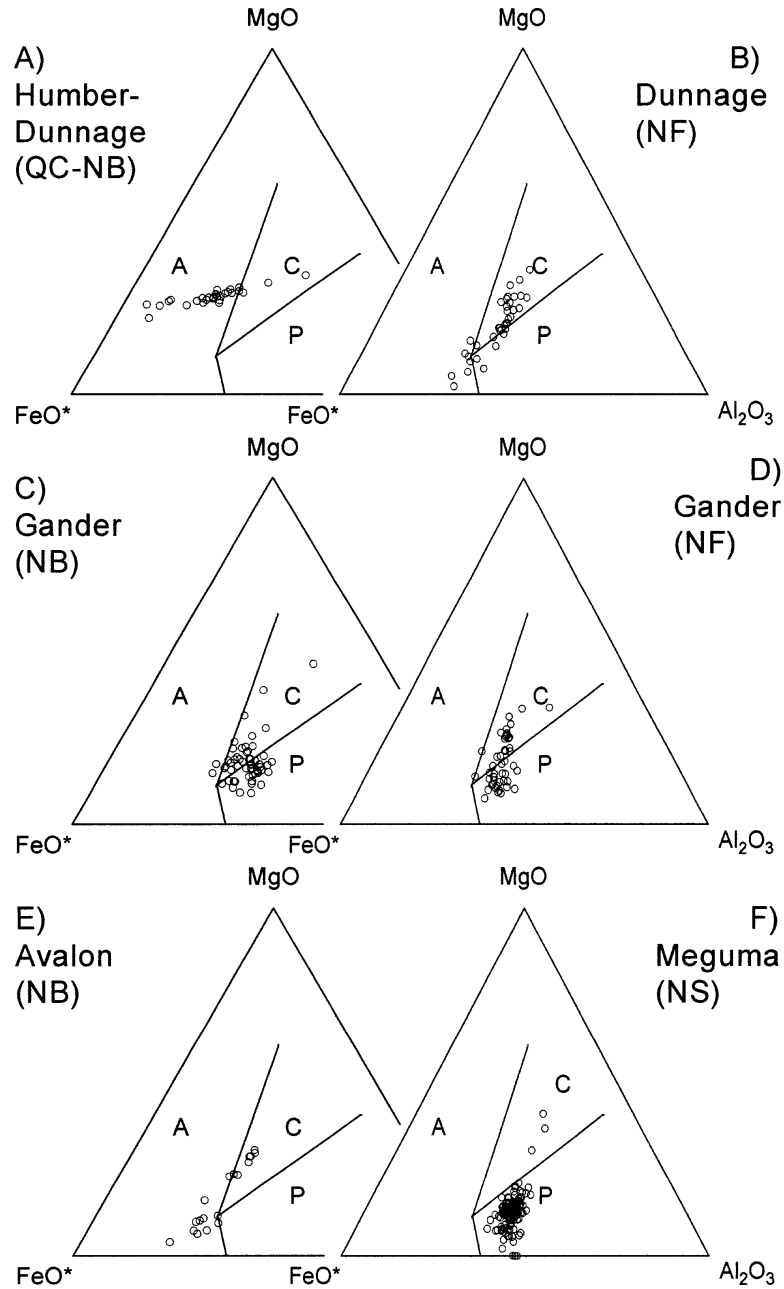 MgO
MgO
A)
Humber-
Dunnage
(QC-NB)
B)
Dunnage
(NF)
A
C
P
A
C
P
FeO*
FeO*
Al₂O₃
MgO
MgO
C)
Gander
(NB)
D)
Gander
(NF)
A
C
P
A
C
P
FeO*
FeO*
Al₂O₃
MgO
MgO
E)
Avalon
(NB)
F)
Meguma
(NS)
A
C
P
A
C
P
FeO*
FeO*
Al₂O₃